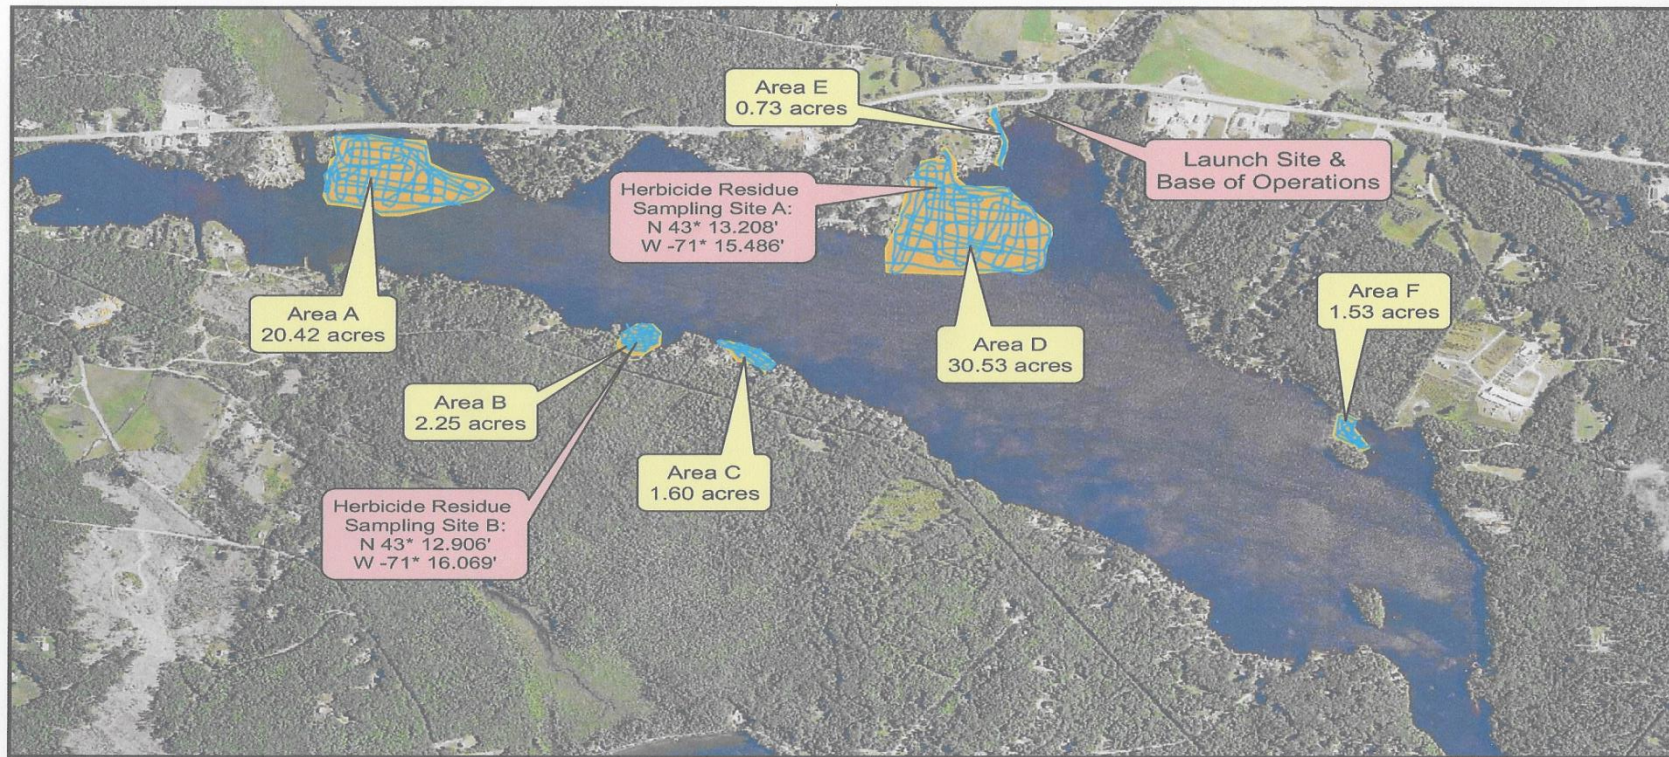 Area E
0.73 acres
Launch Site &
Base of Operations
Herbicide Residue
Sampling Site A:
N 43* 13.208'
W -71* 15.486'
Area A
20.42 acres
Area F
1.53 acres
Area D
30.53 acres
Area B
2.25 acres
Area C
1.60 acres
Herbicide Residue
Sampling Site B:
N 43* 12.906'
W -71* 16.069'